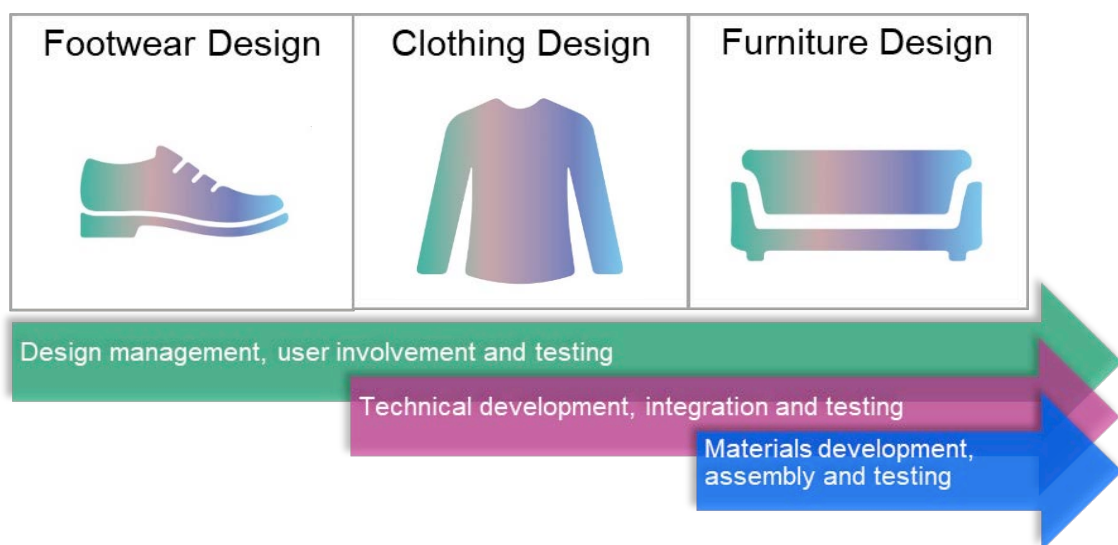 Footwear Design
Clothing Design
Furniture Design
Design management, user involvement and testing
Technical development, integration and testing
Materials development,
assembly and testing